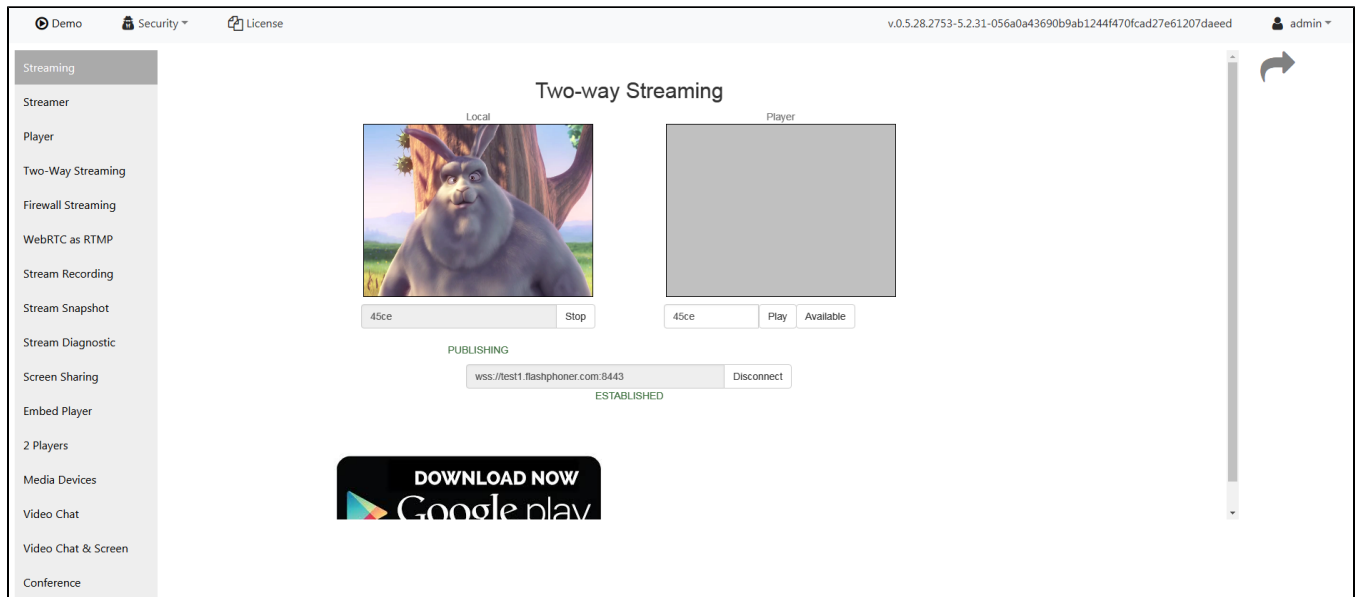 Demo Security License v.0.5.28.2753-5.2.31-056a0a43690b9ab1244f470fcad27e61207daeed admin
Streaming
Streamer
Player
Two-Way Streaming
Firewall Streaming
WebRTC as RTMP
Stream Recording
Stream Snapshot
Stream Diagnostic
Screen Sharing
Embed Player
2 Players
Media Devices
Video Chat
Video Chat & Screen
Conference
Two-way Streaming
Local Player
45ce Stop 45ce Play Available
PUBLISHING
wss://test1.flashphoner.com:8443 Disconnect
ESTABLISHED
DOWNLOAD NOW
Google play